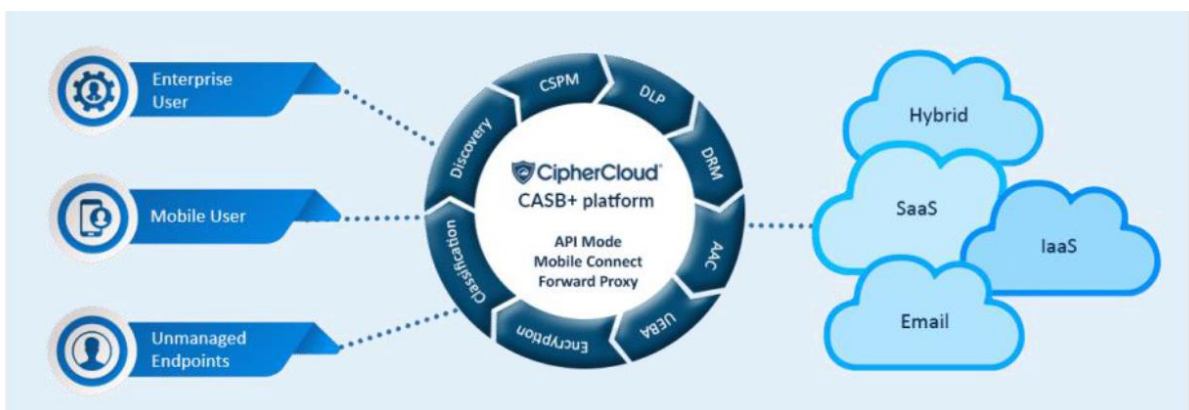 Enterprise
User
Mobile User
Unmanaged
Endpoints
CSPM
DLP
DRM
AAC
UEBA
Encryption
Classification
Discovery
CipherCloud
CASB+ platform
API Mode
Mobile Connect
Forward Proxy
Hybrid
SaaS
IaaS
Email